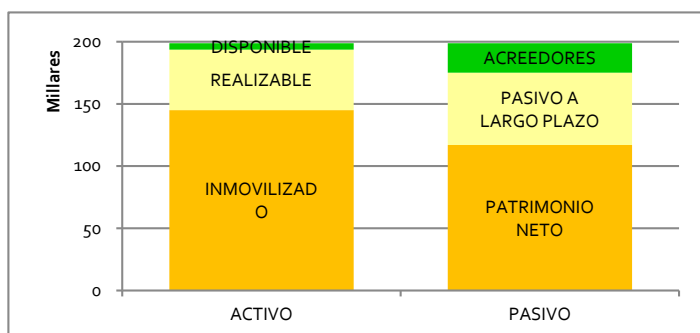 Millares
200
150
100
50
0
DISPONIBLE
REALIZABLE
INMOVILIZAD
O
ACREEDORES
PASIVO A
LARGO PLAZO
PATRIMONIO
NETO
ACTIVO
PASIVO